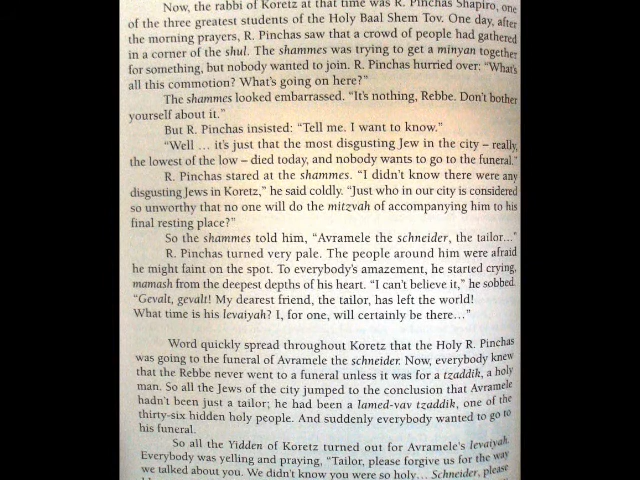 Now, the rabbi of Koretz at that time was R. Pinchas Shapiro, one
of the three greatest students of the Holy Baal Shem Tov. One day, after
the morning prayers, R. Pinchas saw that a crowd of people had gathered
in a corner of the shul. The shammes was trying to get a minyan together
for something, but nobody wanted to join. R. Pinchas hurried over: “What's
all this commotion? What's going on here?”
The shammes looked embarrassed. “It's nothing, Rebbe. Don't bother
yourself about it.”
But R. Pinchas insisted: “Tell me. I want to know.”
“Well ... it's just that the most disgusting Jew in the city – really,
the lowest of the low – died today, and nobody wants to go to the funeral.”
R. Pinchas stared at the shammes. “I didn't know there were any
disgusting Jews in Koretz,” he said coldly. “Just who in our city is considered
so unworthy that no one will do the mitzvah of accompanying him to his
final resting place?”
So the shammes told him, “Avramele the schneider, the tailor...”
R. Pinchas turned very pale. The people around him were afraid
he might faint on the spot. To everybody's amazement, he started crying,
mamash from the deepest depths of his heart. “I can't believe it,” he sobbed.
“Gevalt, gevalt! My dearest friend, the tailor, has left the world!
What time is his levaiyah? I, for one, will certainly be there...”
Word quickly spread throughout Koretz that the Holy R. Pinchas
was going to the funeral of Avramele the schneider. Now, everybody knew
that the Rebbe never went to a funeral unless it was for a tzaddik, a holy
man. So all the Jews of the city jumped to the conclusion that Avramele
hadn't been just a tailor; he had been a lamed-vav tzaddik, one of the
thirty-six hidden holy people. And suddenly everybody wanted to go to
his funeral.
So all the Yidden of Koretz turned out for Avramele's levaiyah.
Everybody was yelling and praying, “Tailor, please forgive us for the way
we talked about you. We didn't know you were so holy... Schneider, please